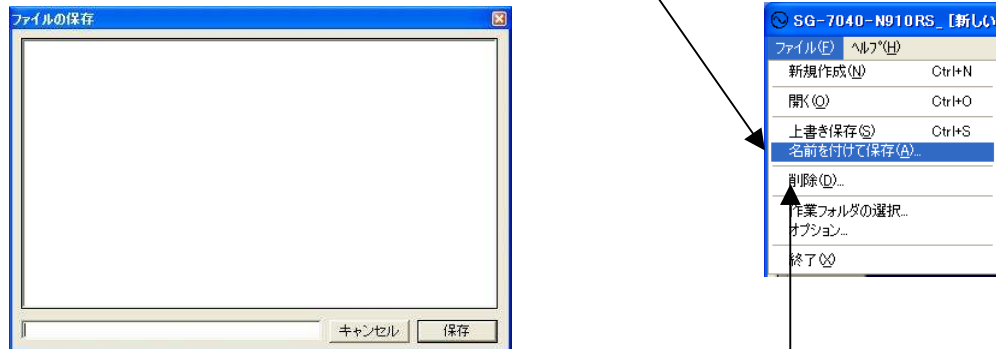 ファイルの保存
キャンセル
保存
SG-7040-N910RS_ [新しい
ファイル(F) ヘルプ(H)
新規作成(N) Ctrl+N
開く(O) Ctrl+O
上書き保存(S) Ctrl+S
名前を付けて保存(A)...
削除(D)...
作業フォルダの選択...
オプション...
終了(X)